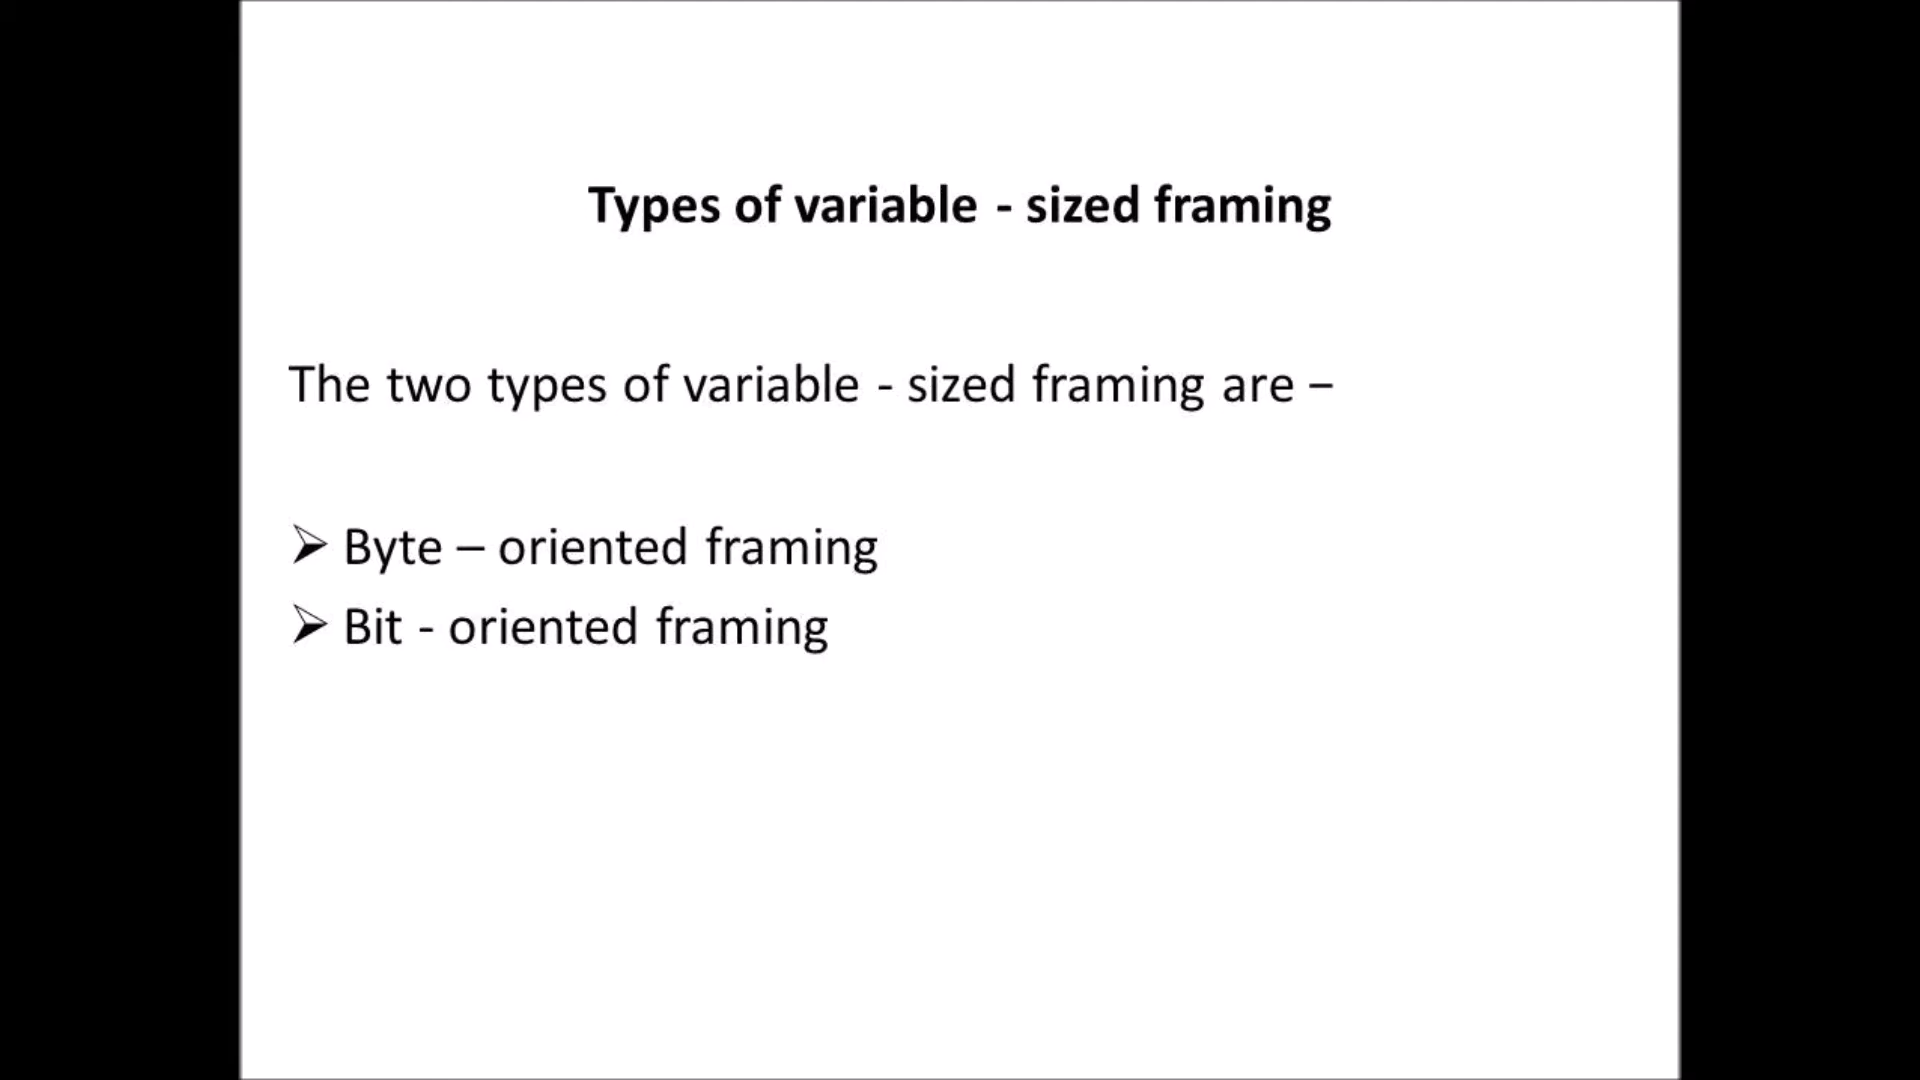 Types of variable - sized framing
The two types of variable - sized framing are –
➢ Byte – oriented framing
➢ Bit - oriented framing